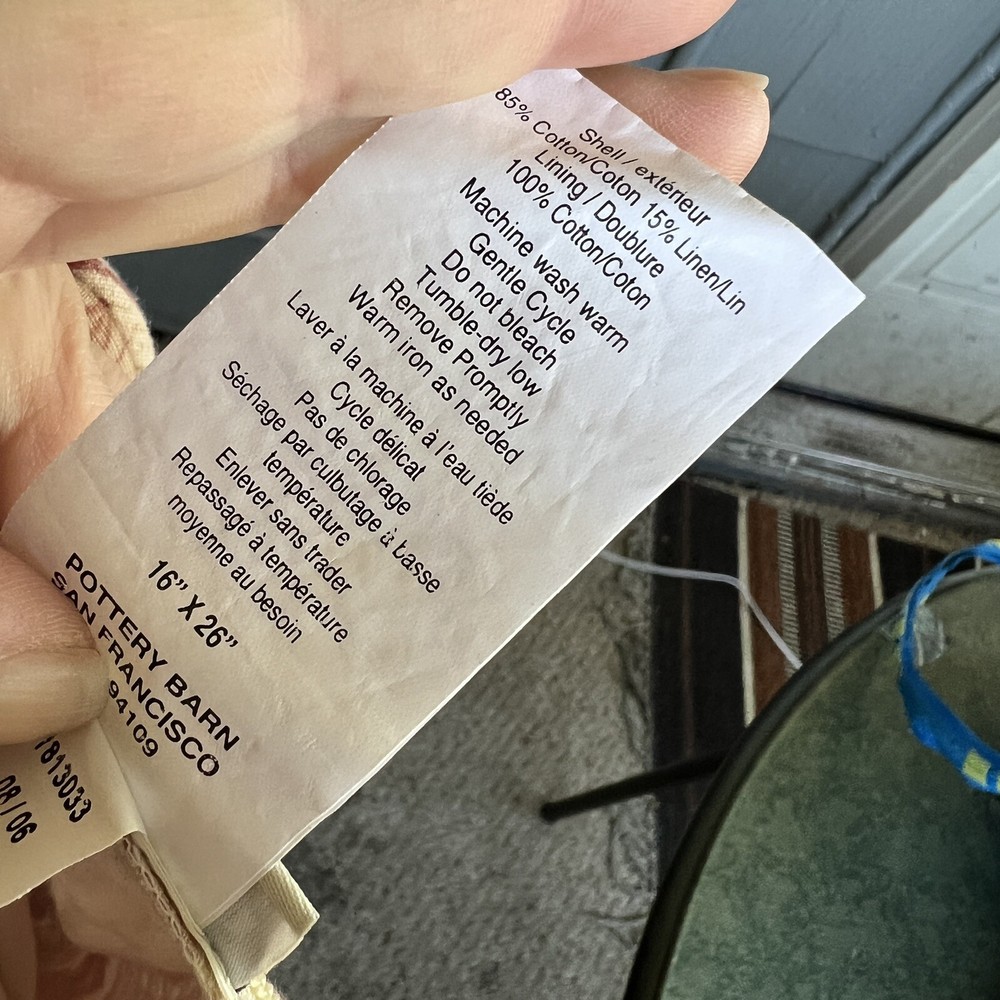 Shell / extérieur
85% Cotton/Coton 15% Linen/Lin
Lining / Doublure
100% Cotton/Coton
Machine wash warm
Gentle Cycle
Do not bleach
Tumble-dry low
Remove Promptly
Warm iron as needed
Laver à la machine à l'eau tiède
Cycle délicat
Pas de chlorage
Séchage par culbutage à basse
température
Enlever sans trader
Repassagé à température
moyenne au besoin
16” X 26”
POTTERY BARN
SAN FRANCISCO
94109
1813033
08/06